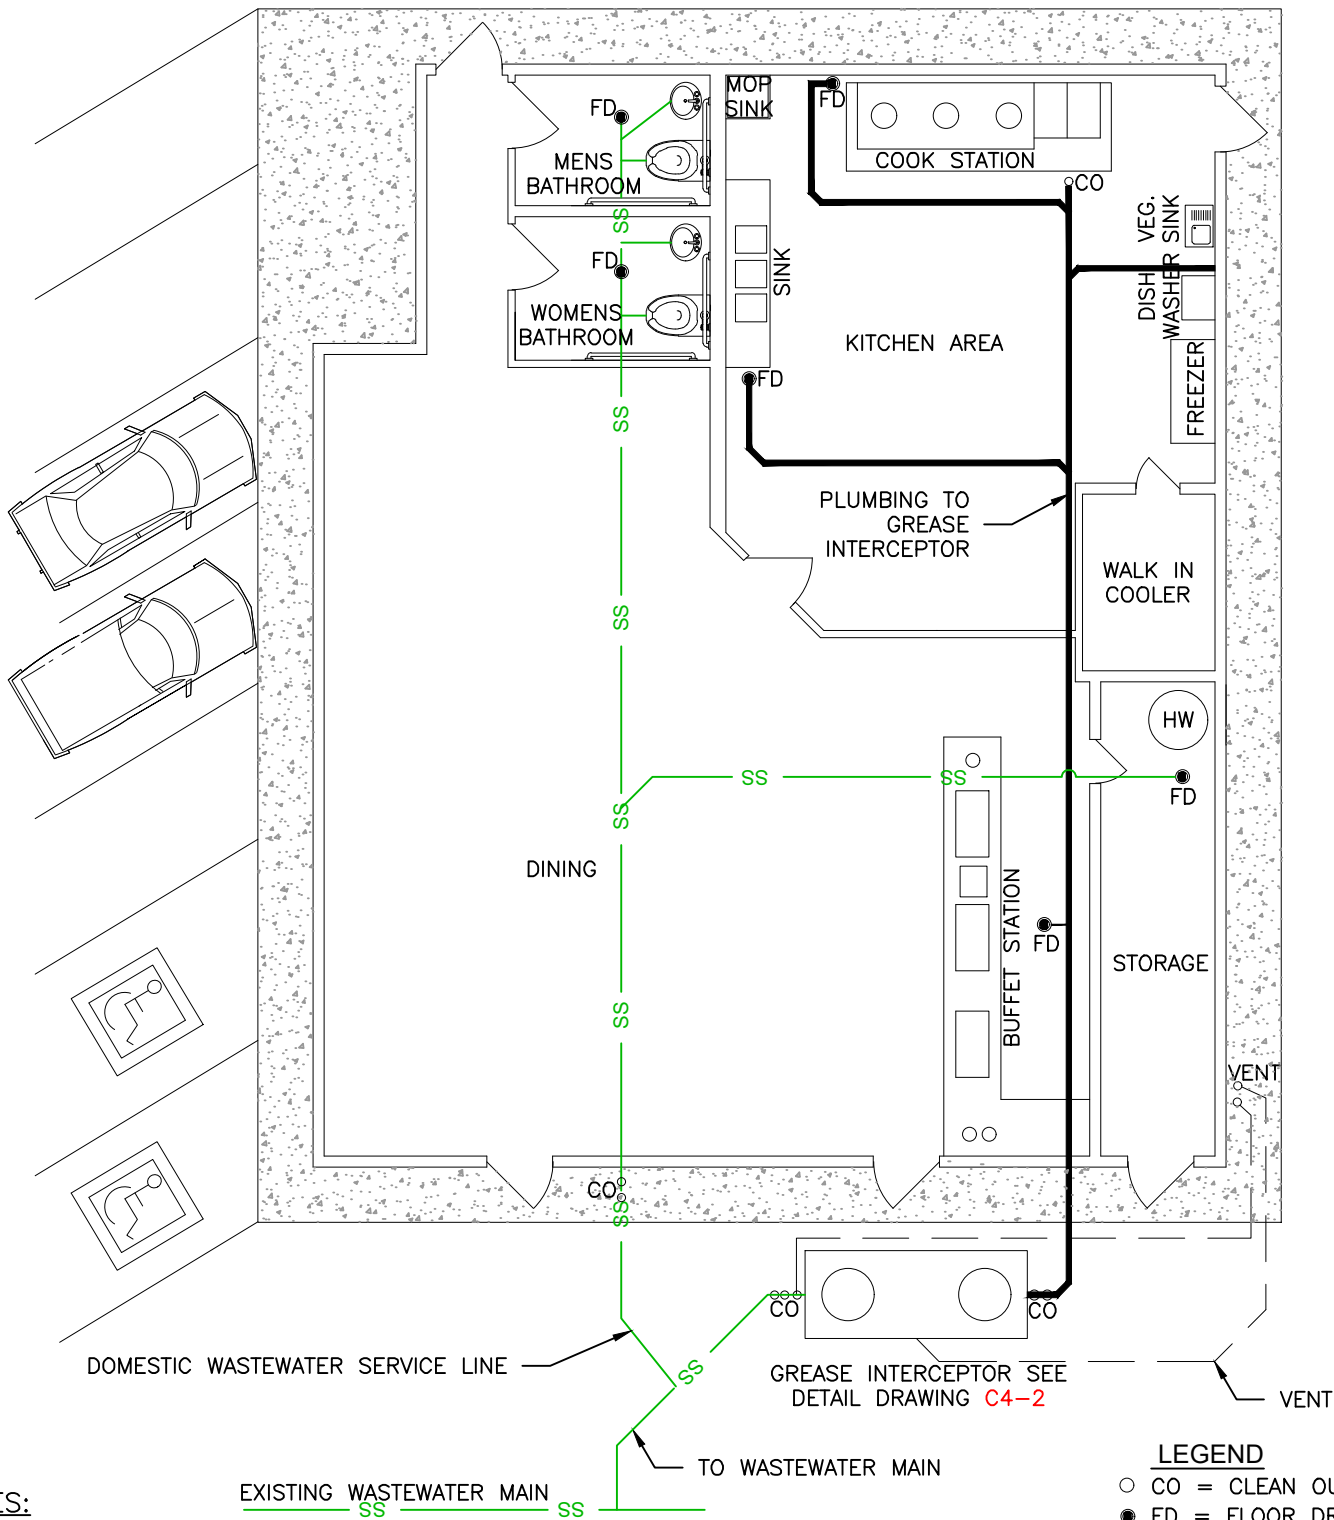 MOP
SINK
FD
FD
COOK STATION
MENS
BATHROOM
CO
VEG.
SINK
SS
FD
SINK
DISH
WASHER
WOMENS
BATHROOM
KITCHEN AREA
FREEZER
FD
SS
PLUMBING TO
GREASE
INTERCEPTOR
WALK IN
COOLER
SS
HW
SS
SS
FD
SS
DINING
BUFFET STATION
FD
STORAGE
SS
VENT
CO
SS
CO
CO
DOMESTIC WASTEWATER SERVICE LINE
SS
GREASE INTERCEPTOR SEE
DETAIL DRAWING C4-2
VENT
LEGEND
TO WASTEWATER MAIN
CO = CLEAN OU
EXISTING WASTEWATER MAIN
SS
SS
FD = FLOOR DR
S: